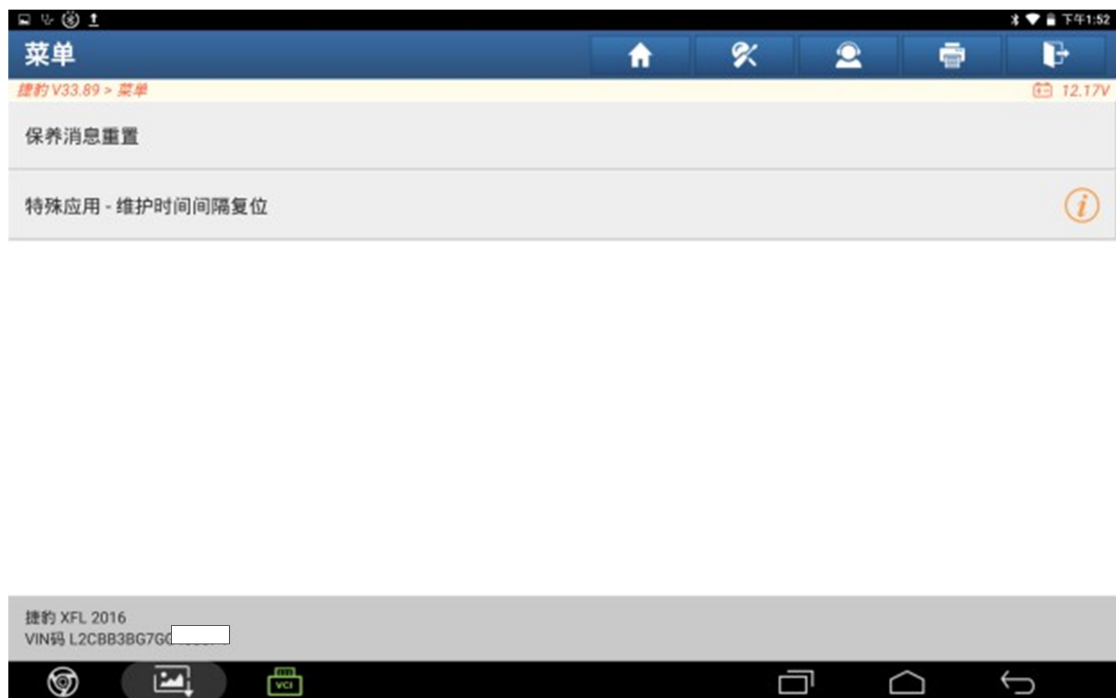 下午1:52
菜单
捷豹 V33.89 > 菜单
12.17V
保养消息重置
特殊应用 - 维护时间间隔复位
捷豹 XFL 2016
VIN码 L2CBB3BG7G
VCI